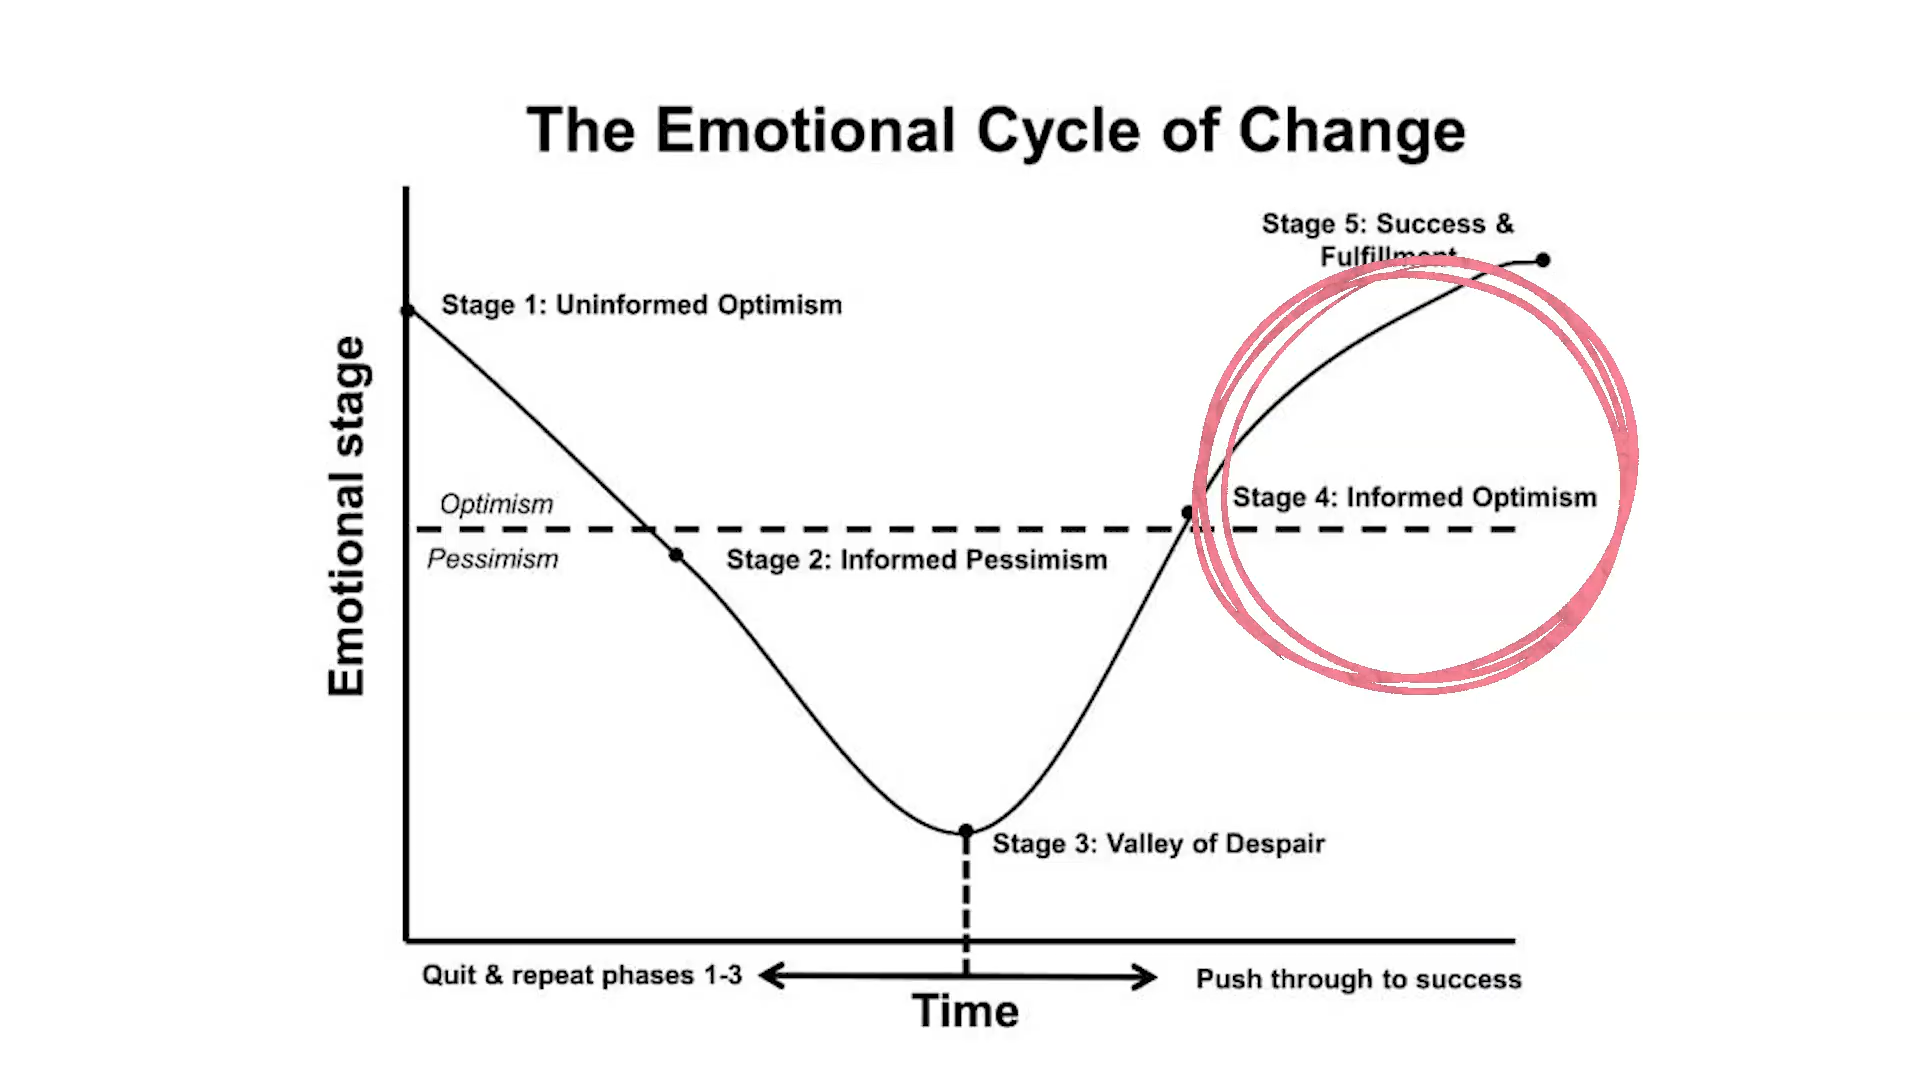 The Emotional Cycle of Change
Stage 5: Success &
Fulfillment
Stage 1: Uninformed Optimism
Emotional stage
Optimism
Stage 4: Informed Optimism
Pessimism
Stage 2: Informed Pessimism
Stage 3: Valley of Despair
Quit & repeat phases 1-3
Push through to success
Time